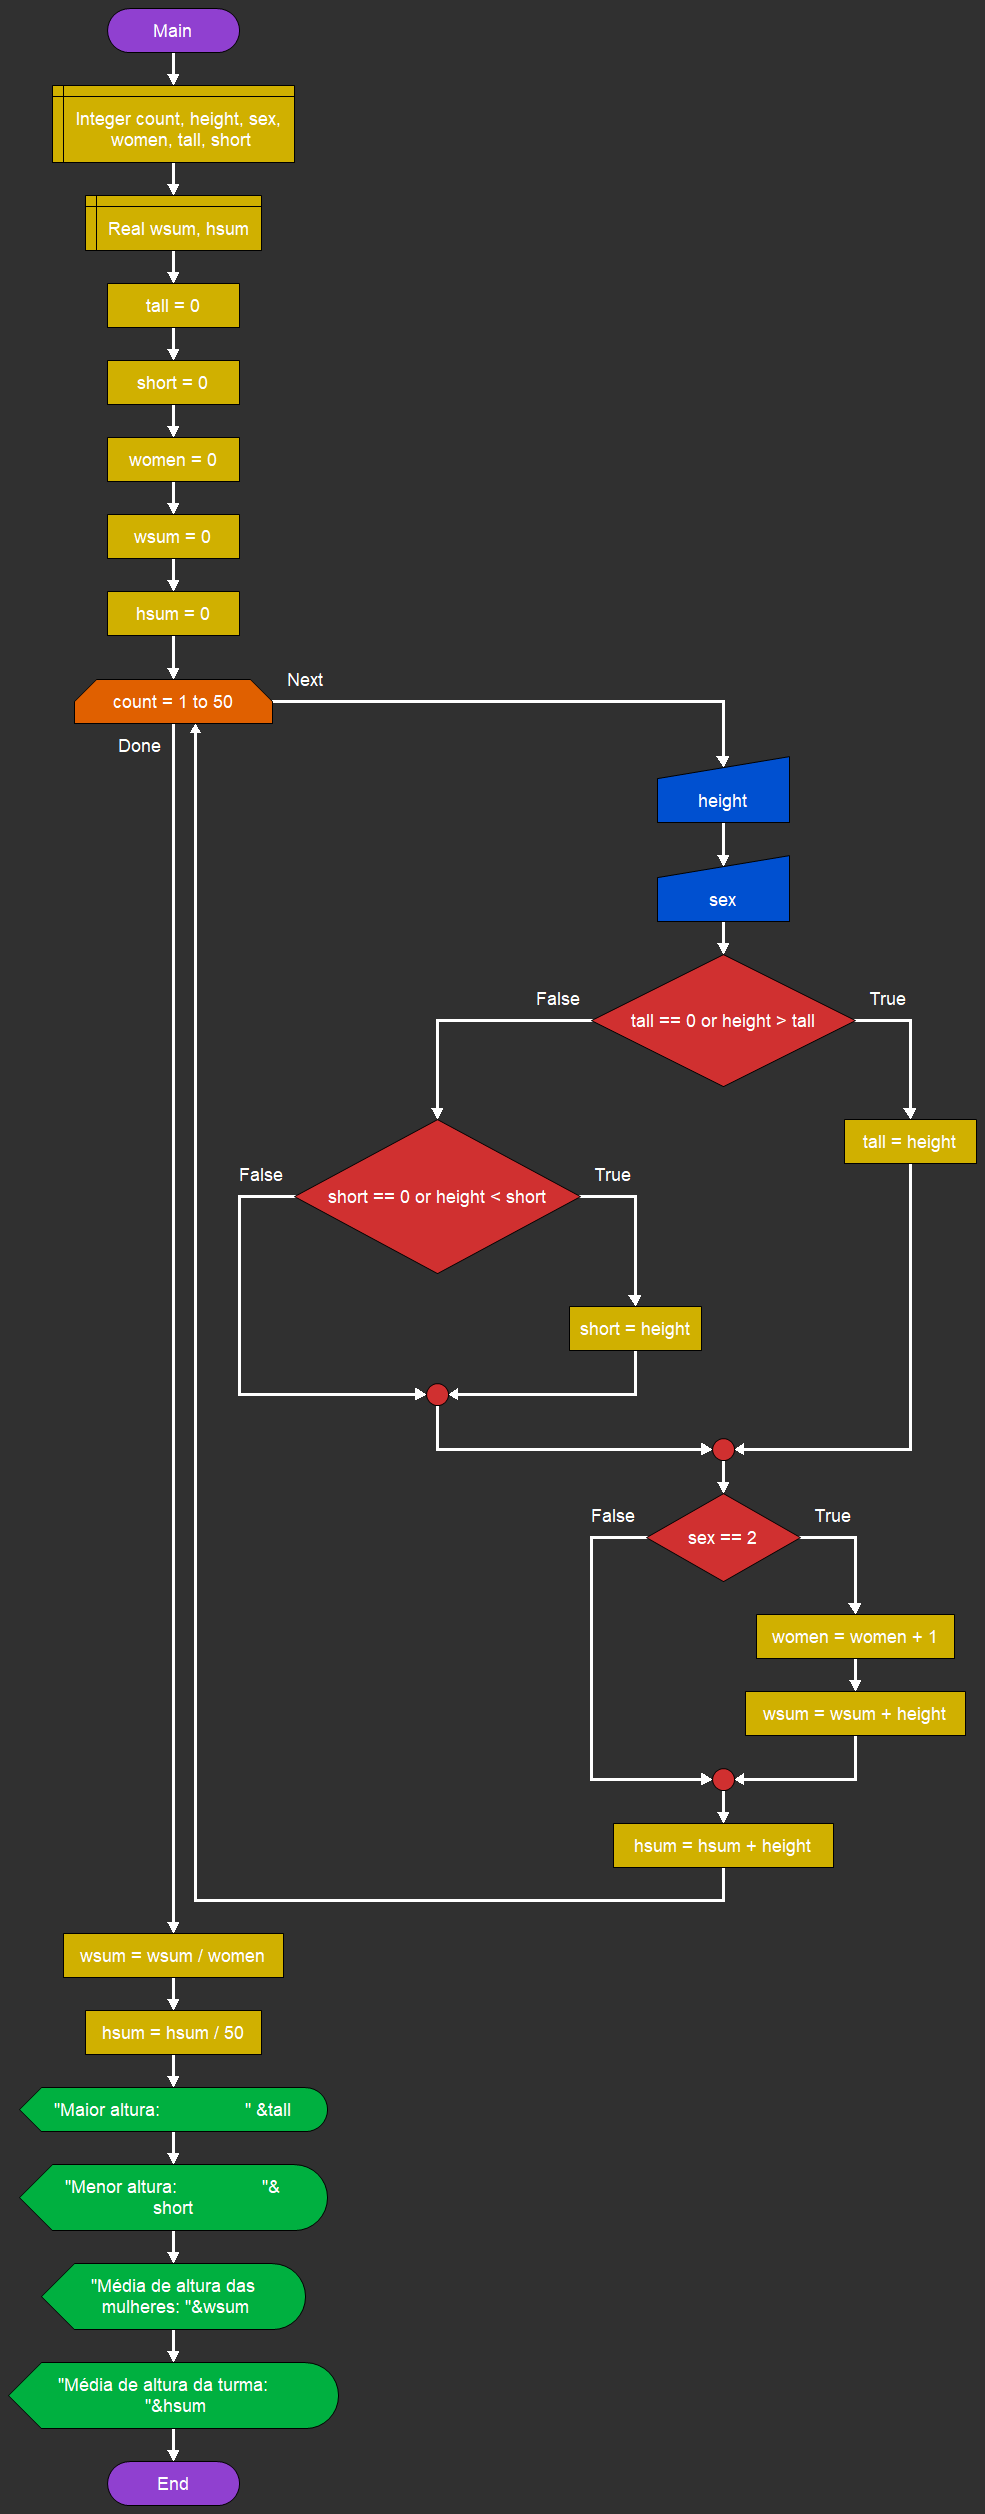 Main
Integer count, height, sex,
women, tall, short
Real wsum, hsum
tall = 0
short = 0
women = 0
wsum = 0
hsum = 0
count = 1 to 50
Next
Done
height
sex
tall == 0 or height > tall
False
True
tall = height
short == 0 or height < short
False
True
short = height
sex == 2
False
True
women = women + 1
wsum = wsum + height
hsum = hsum + height
wsum = wsum / women
hsum = hsum / 50
"Maior altura:                 " &tall
"Menor altura:                 "&
short
"Média de altura das
mulheres: "&wsum
"Média de altura da turma:
"&hsum
End